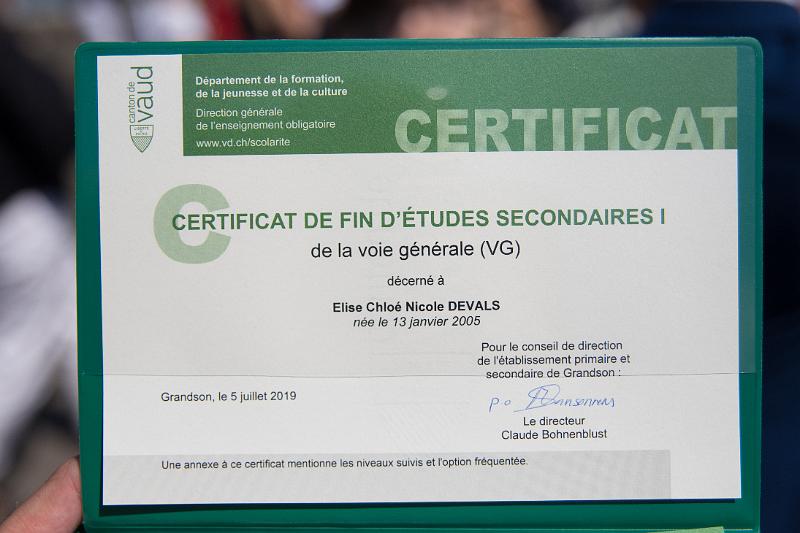 canton de
vaud
LIBERTÉ
ET
PATRIE
Département de la formation,
de la jeunesse et de la culture
Direction générale
de l'enseignement obligatoire
www.vd.ch/scolarite
CERTIFICAT
C
CERTIFICAT DE FIN D'ÉTUDES SECONDAIRES I
de la voie générale (VG)
décerné à
Elise Chloé Nicole DEVALS
née le 13 janvier 2005
Pour le conseil de direction
de l'établissement primaire et
secondaire de Grandson :
Grandson, le 5 juillet 2019
p.o
Le directeur
Claude Bohnenblust
Une annexe à ce certificat mentionne les niveaux suivis et l'option fréquentée.